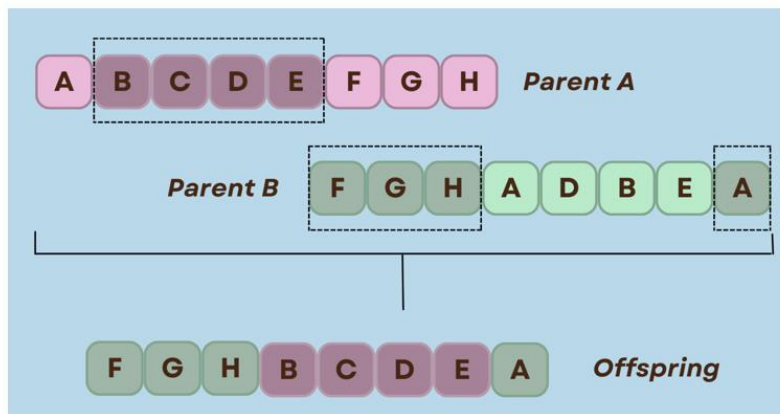 A B C D E F G H Parent A
Parent B F G H A D B E A
F G H B C D E A Offspring